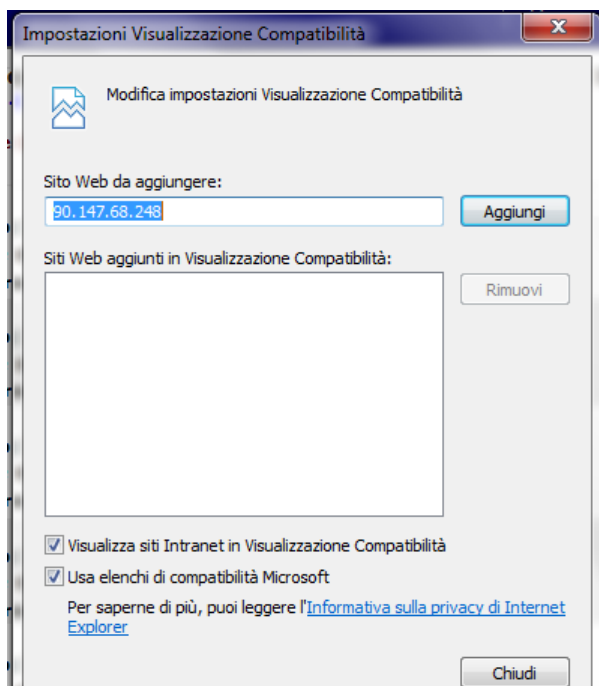 Impostazioni Visualizzazione Compatibilità
Modifica impostazioni Visualizzazione Compatibilità
Sito Web da aggiungere:
90.147.68.248
Aggiungi
Siti Web aggiunti in Visualizzazione Compatibilità:
Rimuovi
Visualizza siti Intranet in Visualizzazione Compatibilità
Usa elenchi di compatibilità Microsoft
Per saperne di più, puoi leggere l'Informativa sulla privacy di Internet
Explorer
Chiudi